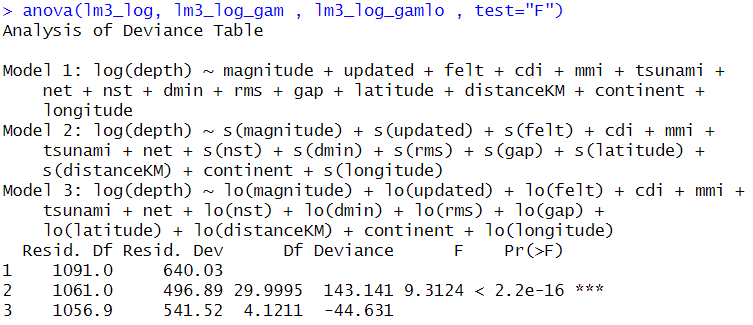 > anova(lm3_log, lm3_log_gam , lm3_log_gamlo , test="F")
Analysis of Deviance Table
Model 1: log(depth) ~ magnitude + updated + felt + cdi + mmi + tsunami +
    net + nst + dmin + rms + gap + latitude + distanceKM + continent +
    longitude
Model 2: log(depth) ~ s(magnitude) + s(updated) + s(felt) + cdi + mmi +
    tsunami + net + s(nst) + s(dmin) + s(rms) + s(gap) + s(latitude) +
    s(distanceKM) + continent + s(longitude)
Model 3: log(depth) ~ lo(magnitude) + lo(updated) + lo(felt) + cdi + mmi +
    tsunami + net + lo(nst) + lo(dmin) + lo(rms) + lo(gap) +
    lo(latitude) + lo(distanceKM) + continent + lo(longitude)
  Resid. Df Resid. Dev      Df Deviance      F    Pr(>F)
1    1091.0     640.03
2    1061.0     496.89 29.9995  143.141 9.3124 < 2.2e-16 ***
3    1056.9     541.52  4.1211  -44.631